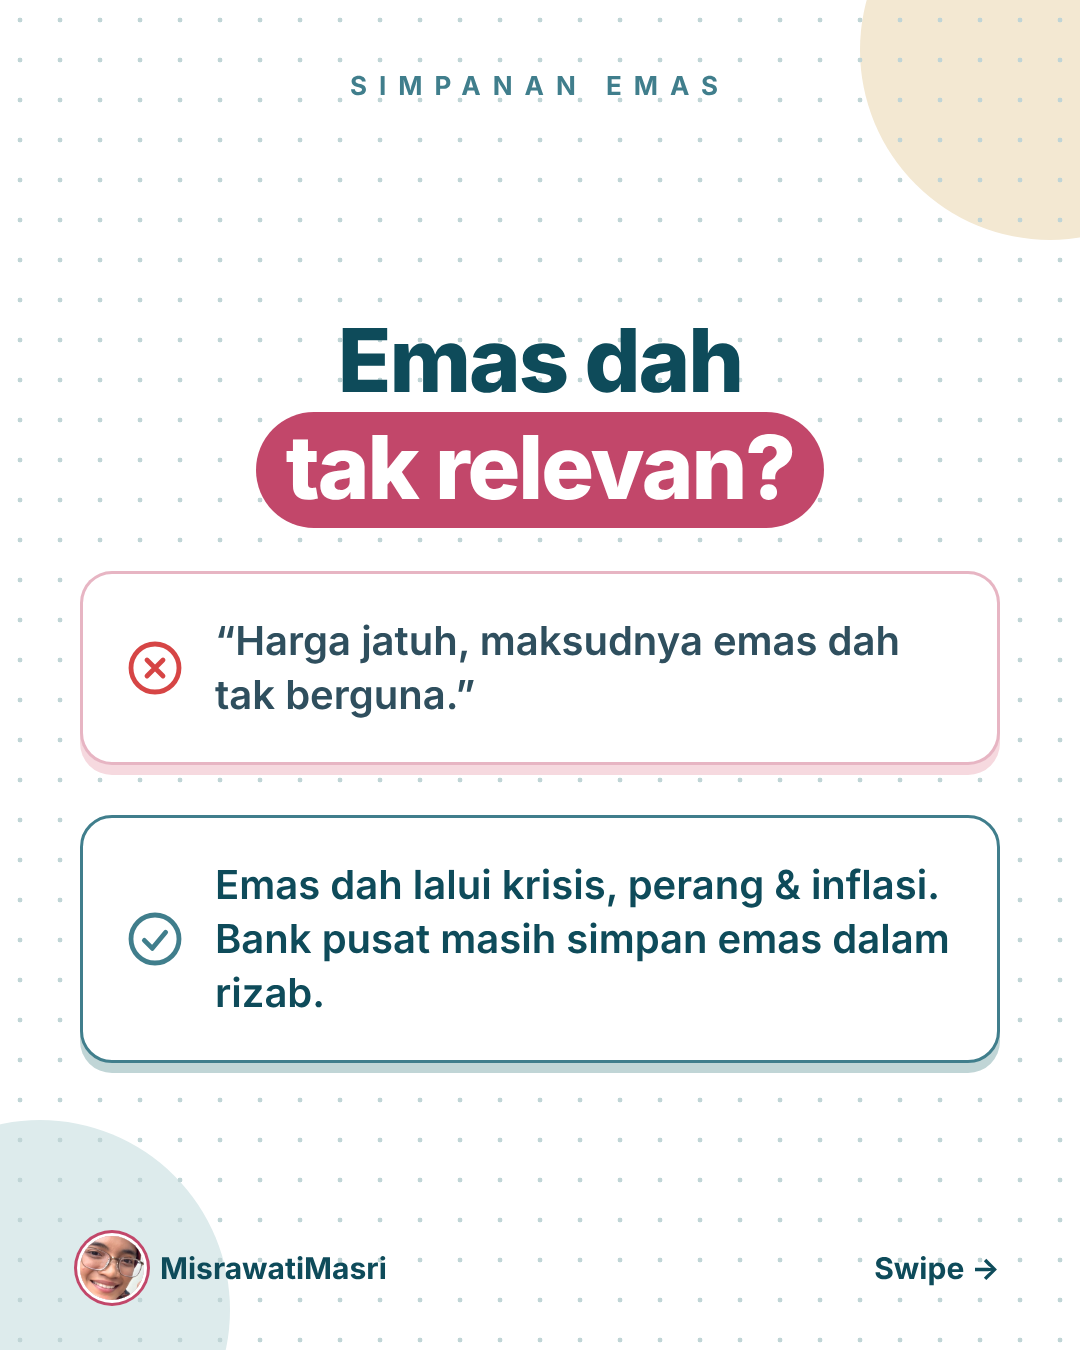 SIMPANAN EMAS
Emas dah
tak relevan?
“Harga jatuh, maksudnya emas dah
tak berguna.”
Emas dah lalui krisis, perang & inflasi.
Bank pusat masih simpan emas dalam
rizab.
MisrawatiMasri
Swipe →